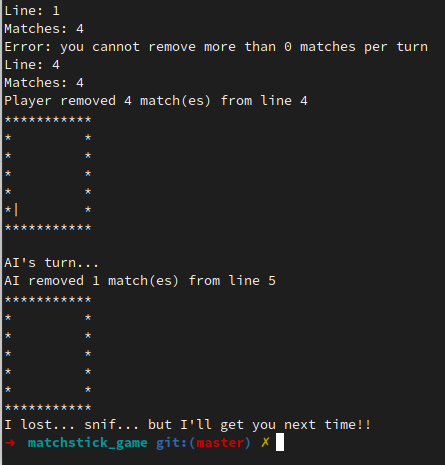 Line: 1
Matches: 4
Error: you cannot remove more than 0 matches per turn
Line: 4
Matches: 4
Player removed 4 match(es) from line 4
***********
*         *
*         *
*         *
*         *
*|        *
***********

AI's turn...
AI removed 1 match(es) from line 5
***********
*         *
*         *
*         *
*         *
*         *
***********
I lost... snif... but I'll get you next time!!
→ matchstick_game git:(master) ✗